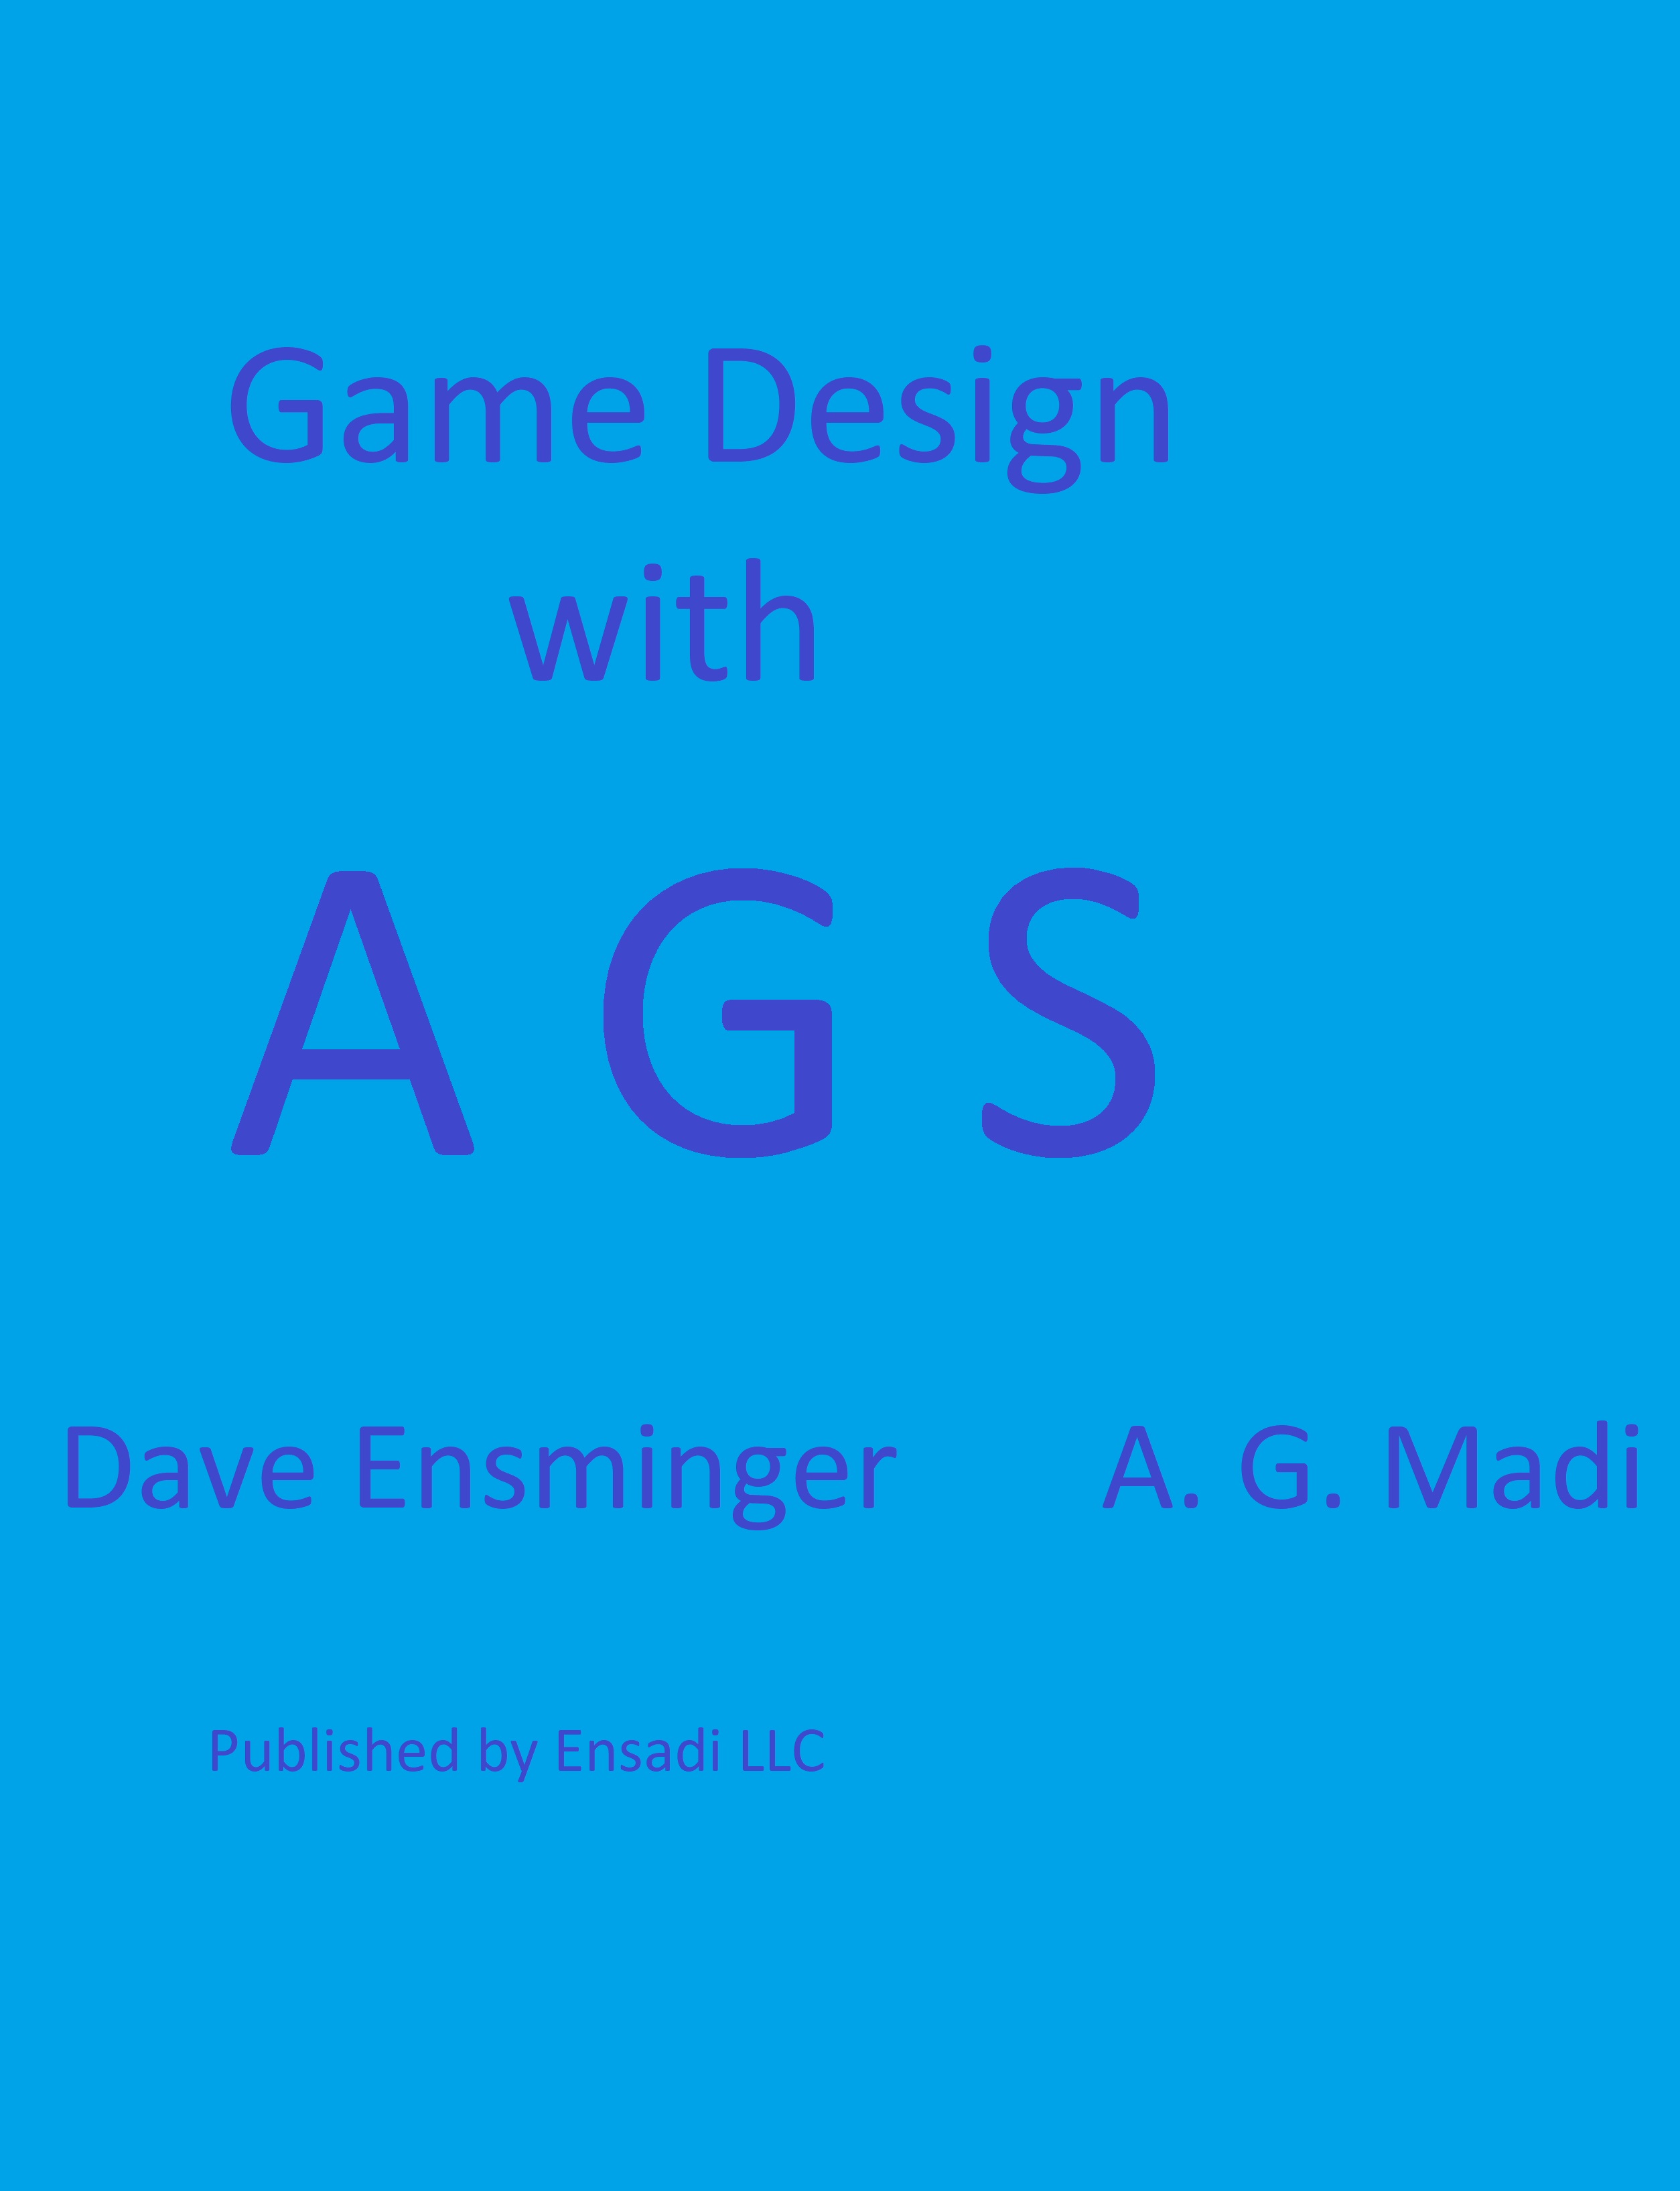 Game Design
with
A G S
Dave Ensminger A. G. Madi
Published by Ensadi LLC